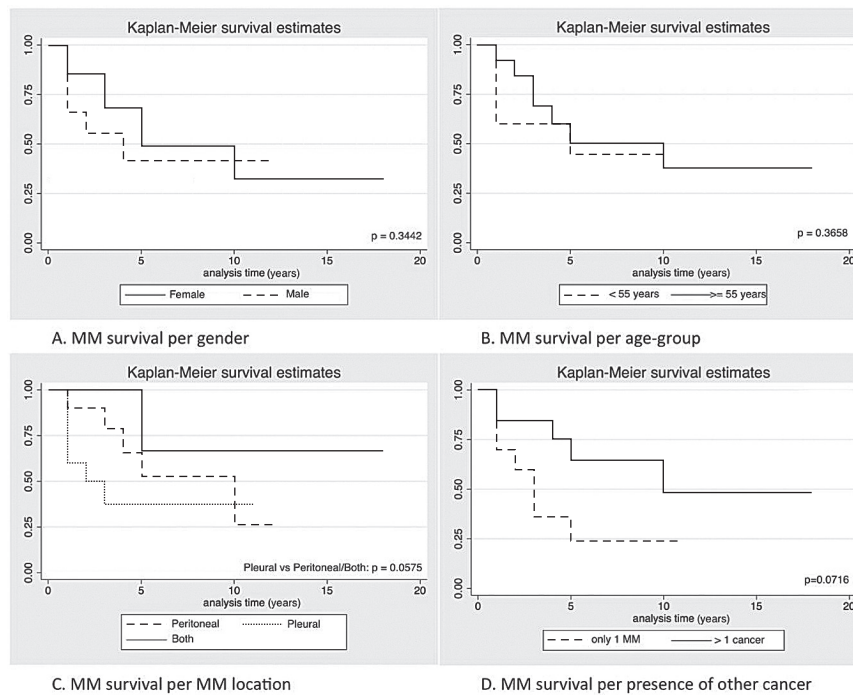 Kaplan-Meier survival estimates
1.00
0.75
0.50
0.25
0.00
0 5 10 15 20
analysis time (years)
p = 0.3442
Female Male
A. MM survival per gender
Kaplan-Meier survival estimates
1.00
0.75
0.50
0.25
0.00
0 5 10 15 20
analysis time (years)
p = 0.3658
< 55 years >= 55 years
B. MM survival per age-group
Kaplan-Meier survival estimates
1.00
0.75
0.50
0.25
0.00
0 5 10 15 20
analysis time (years)
Pleural vs Peritoneal/Both: p = 0.0575
Peritoneal Pleural
Both
C. MM survival per MM location
Kaplan-Meier survival estimates
1.00
0.75
0.50
0.25
0.00
0 5 10 15 20
analysis time (years)
p=0.0716
only 1 MM > 1 cancer
D. MM survival per presence of other cancer